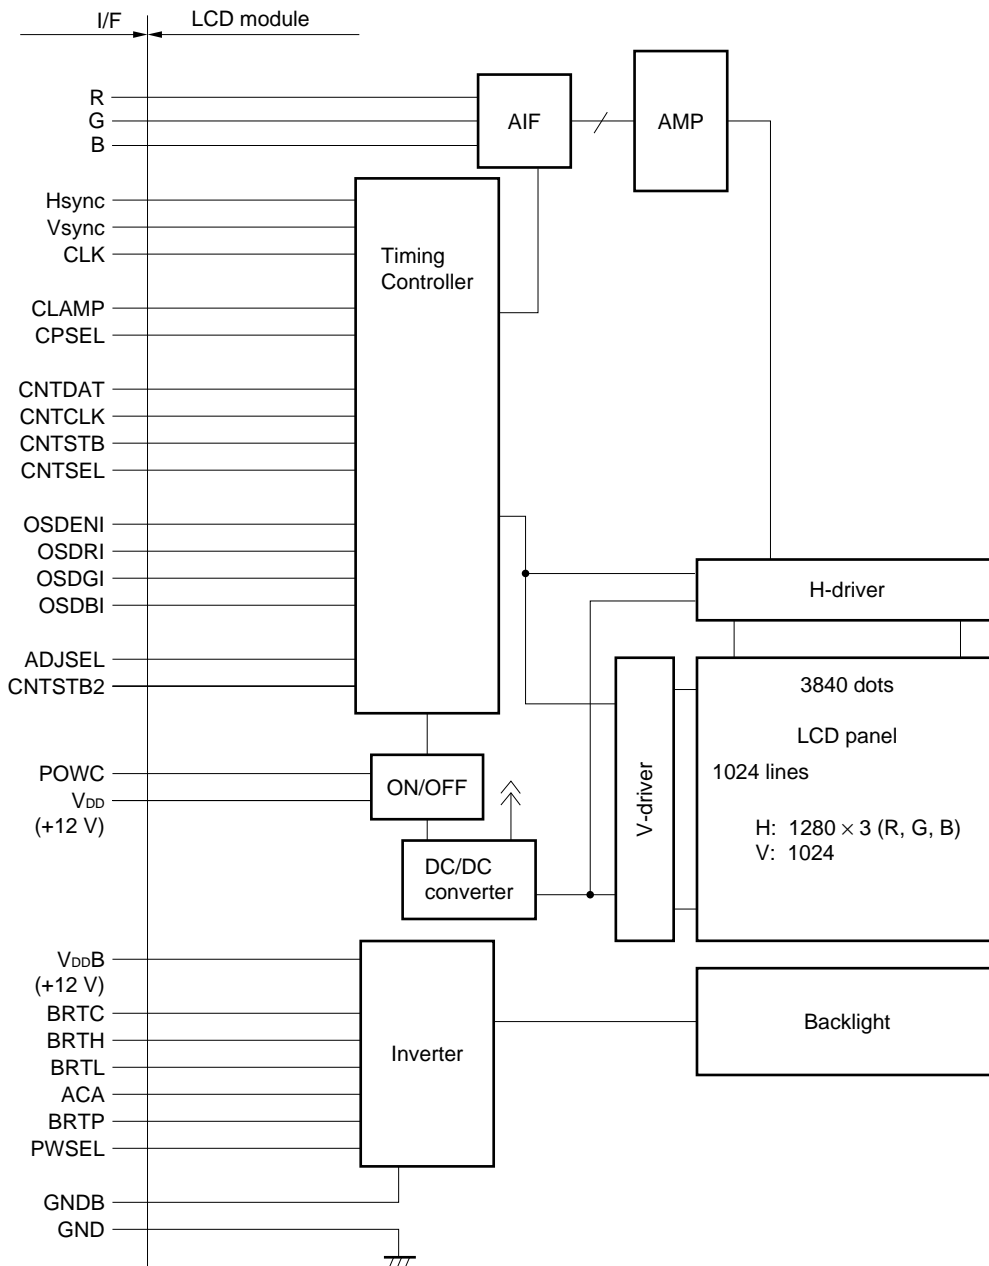 I/F
LCD module
R
G
B
AIF
AMP
Hsync
Vsync
CLK
CLAMP
CPSEL
CNTDAT
CNTCLK
CNTSTB
CNTSEL
OSDENI
OSDRI
OSDGI
OSDBI
ADJSEL
CNTSTB2
Timing
Controller
H-driver
POWC
VDD
(+12 V)
ON/OFF
DC/DC
converter
V-driver
3840 dots
LCD panel
1024 lines
H: 1280 × 3 (R, G, B)
V: 1024
VDDB
(+12 V)
BRTC
BRTH
BRTL
ACA
BRTP
PWSEL
Inverter
Backlight
GNDB
GND